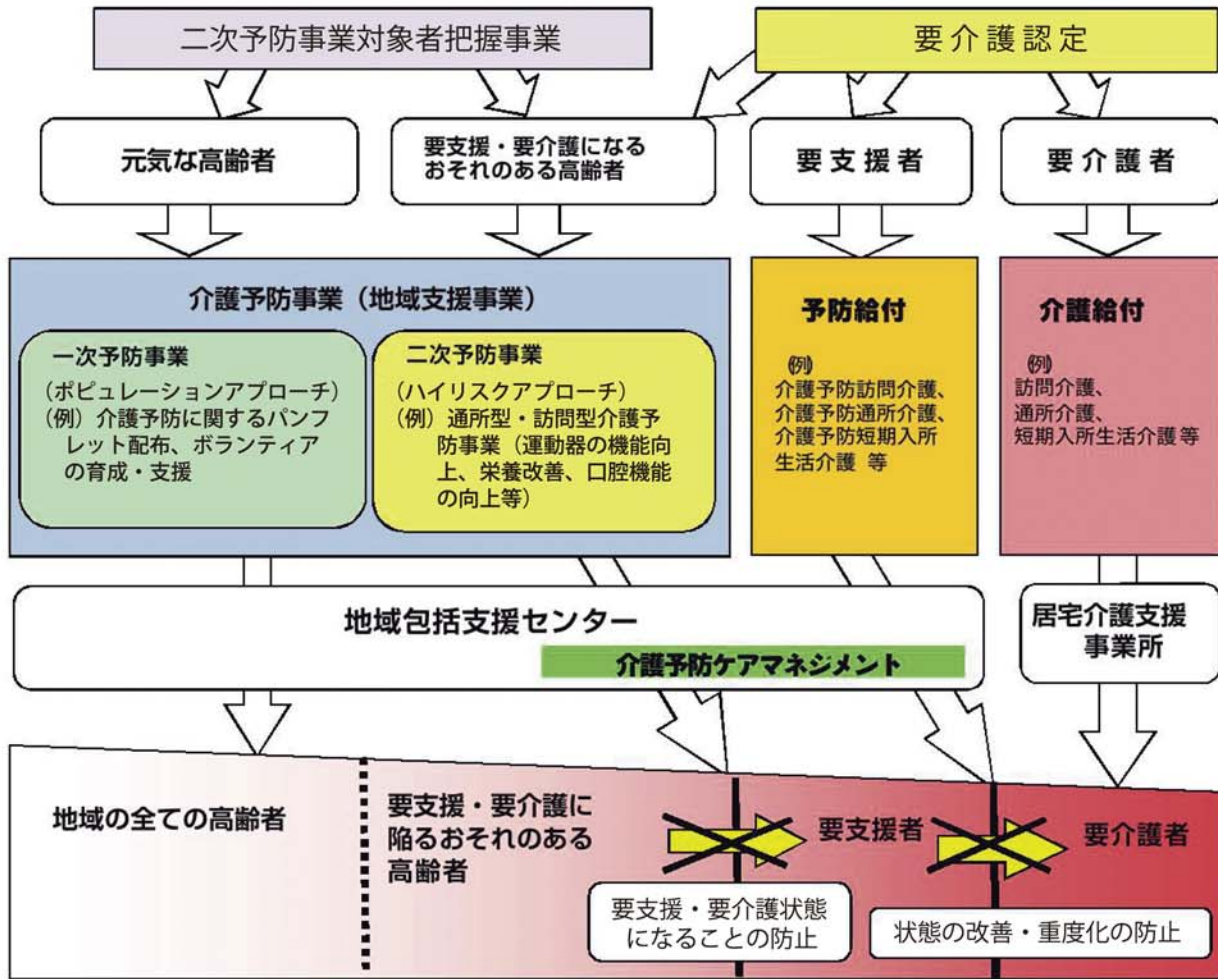 二次予防事業対象者把握事業
要介護認定
元気な高齢者
要支援・要介護になる
おそれのある高齢者
要支援者
要介護者
介護予防事業（地域支援事業）
一次予防事業
（ポピュレーションアプローチ）
（例）介護予防に関するパンフ
レット配布、ボランティア
の育成・支援
二次予防事業
（ハイリスクアプローチ）
（例）通所型・訪問型介護予
防事業（運動器の機能向
上、栄養改善、口腔機能
の向上等）
予防給付
（例）
介護予防訪問介護、
介護予防通所介護、
介護予防短期入所
生活介護 等
介護給付
（例）
訪問介護、
通所介護、
短期入所生活介護等
地域包括支援センター
介護予防ケアマネジメント
居宅介護支援
事業所
地域の全ての高齢者
要支援・要介護に
陥るおそれのある
高齢者
要支援者
要介護者
要支援・要介護状態
になることの防止
状態の改善・重度化の防止